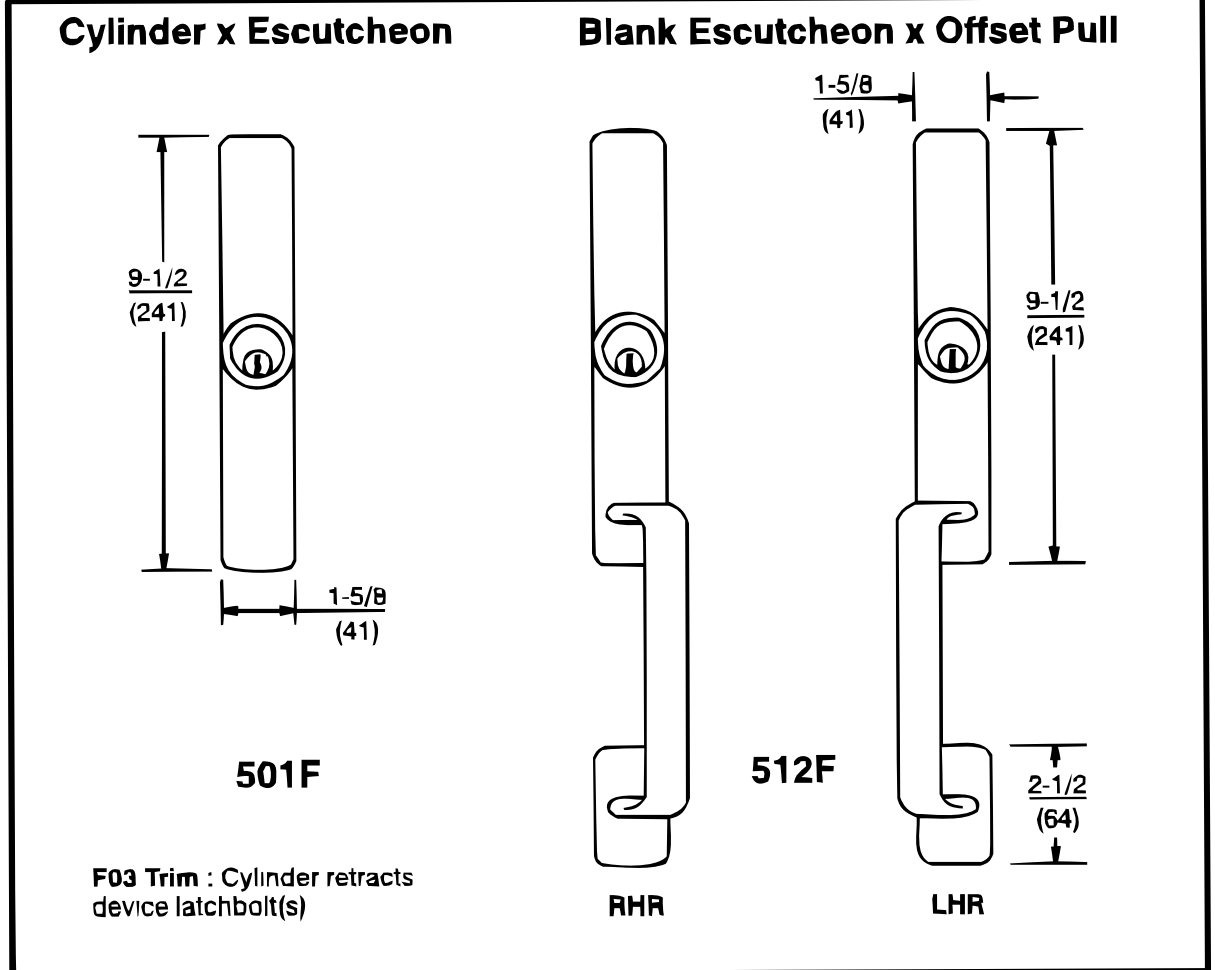 Cylinder x Escutcheon
Blank Escutcheon x Offset Pull
1-5/8
(41)
9-1/2
(241)
9-1/2
(241)
1-5/8
(41)
501F
512F
2-1/2
(64)
F03 Trim : Cylinder retracts
device latchbolt(s)
RHR
LHR